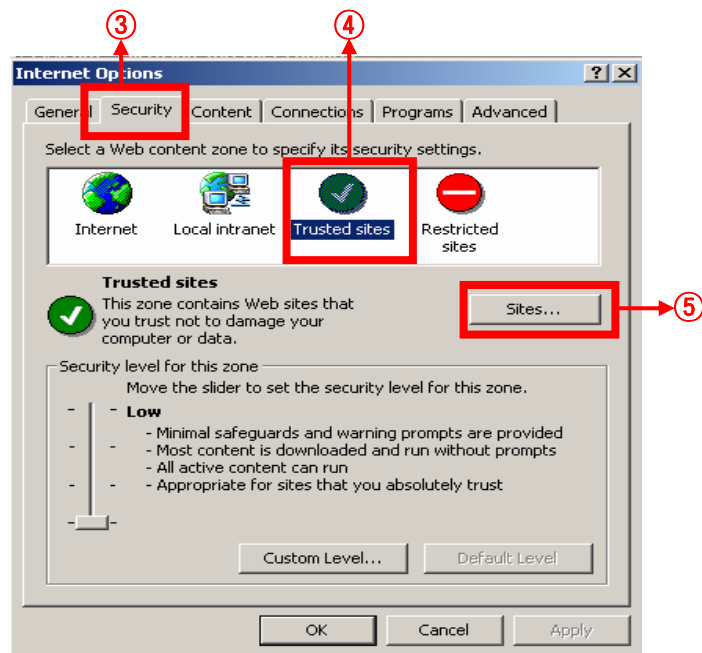 ③ ④
Internet Options
General Security Content Connections Programs Advanced
Select a Web content zone to specify its security settings.
Internet Local intranet Trusted sites Restricted
sites
Trusted sites
This zone contains Web sites that
you trust not to damage your
computer or data.
Sites...
⑤
Security level for this zone
Move the slider to set the security level for this zone.
Low
- Minimal safeguards and warning prompts are provided
- Most content is downloaded and run without prompts
- All active content can run
- Appropriate for sites that you absolutely trust
Custom Level... Default Level
OK Cancel Apply